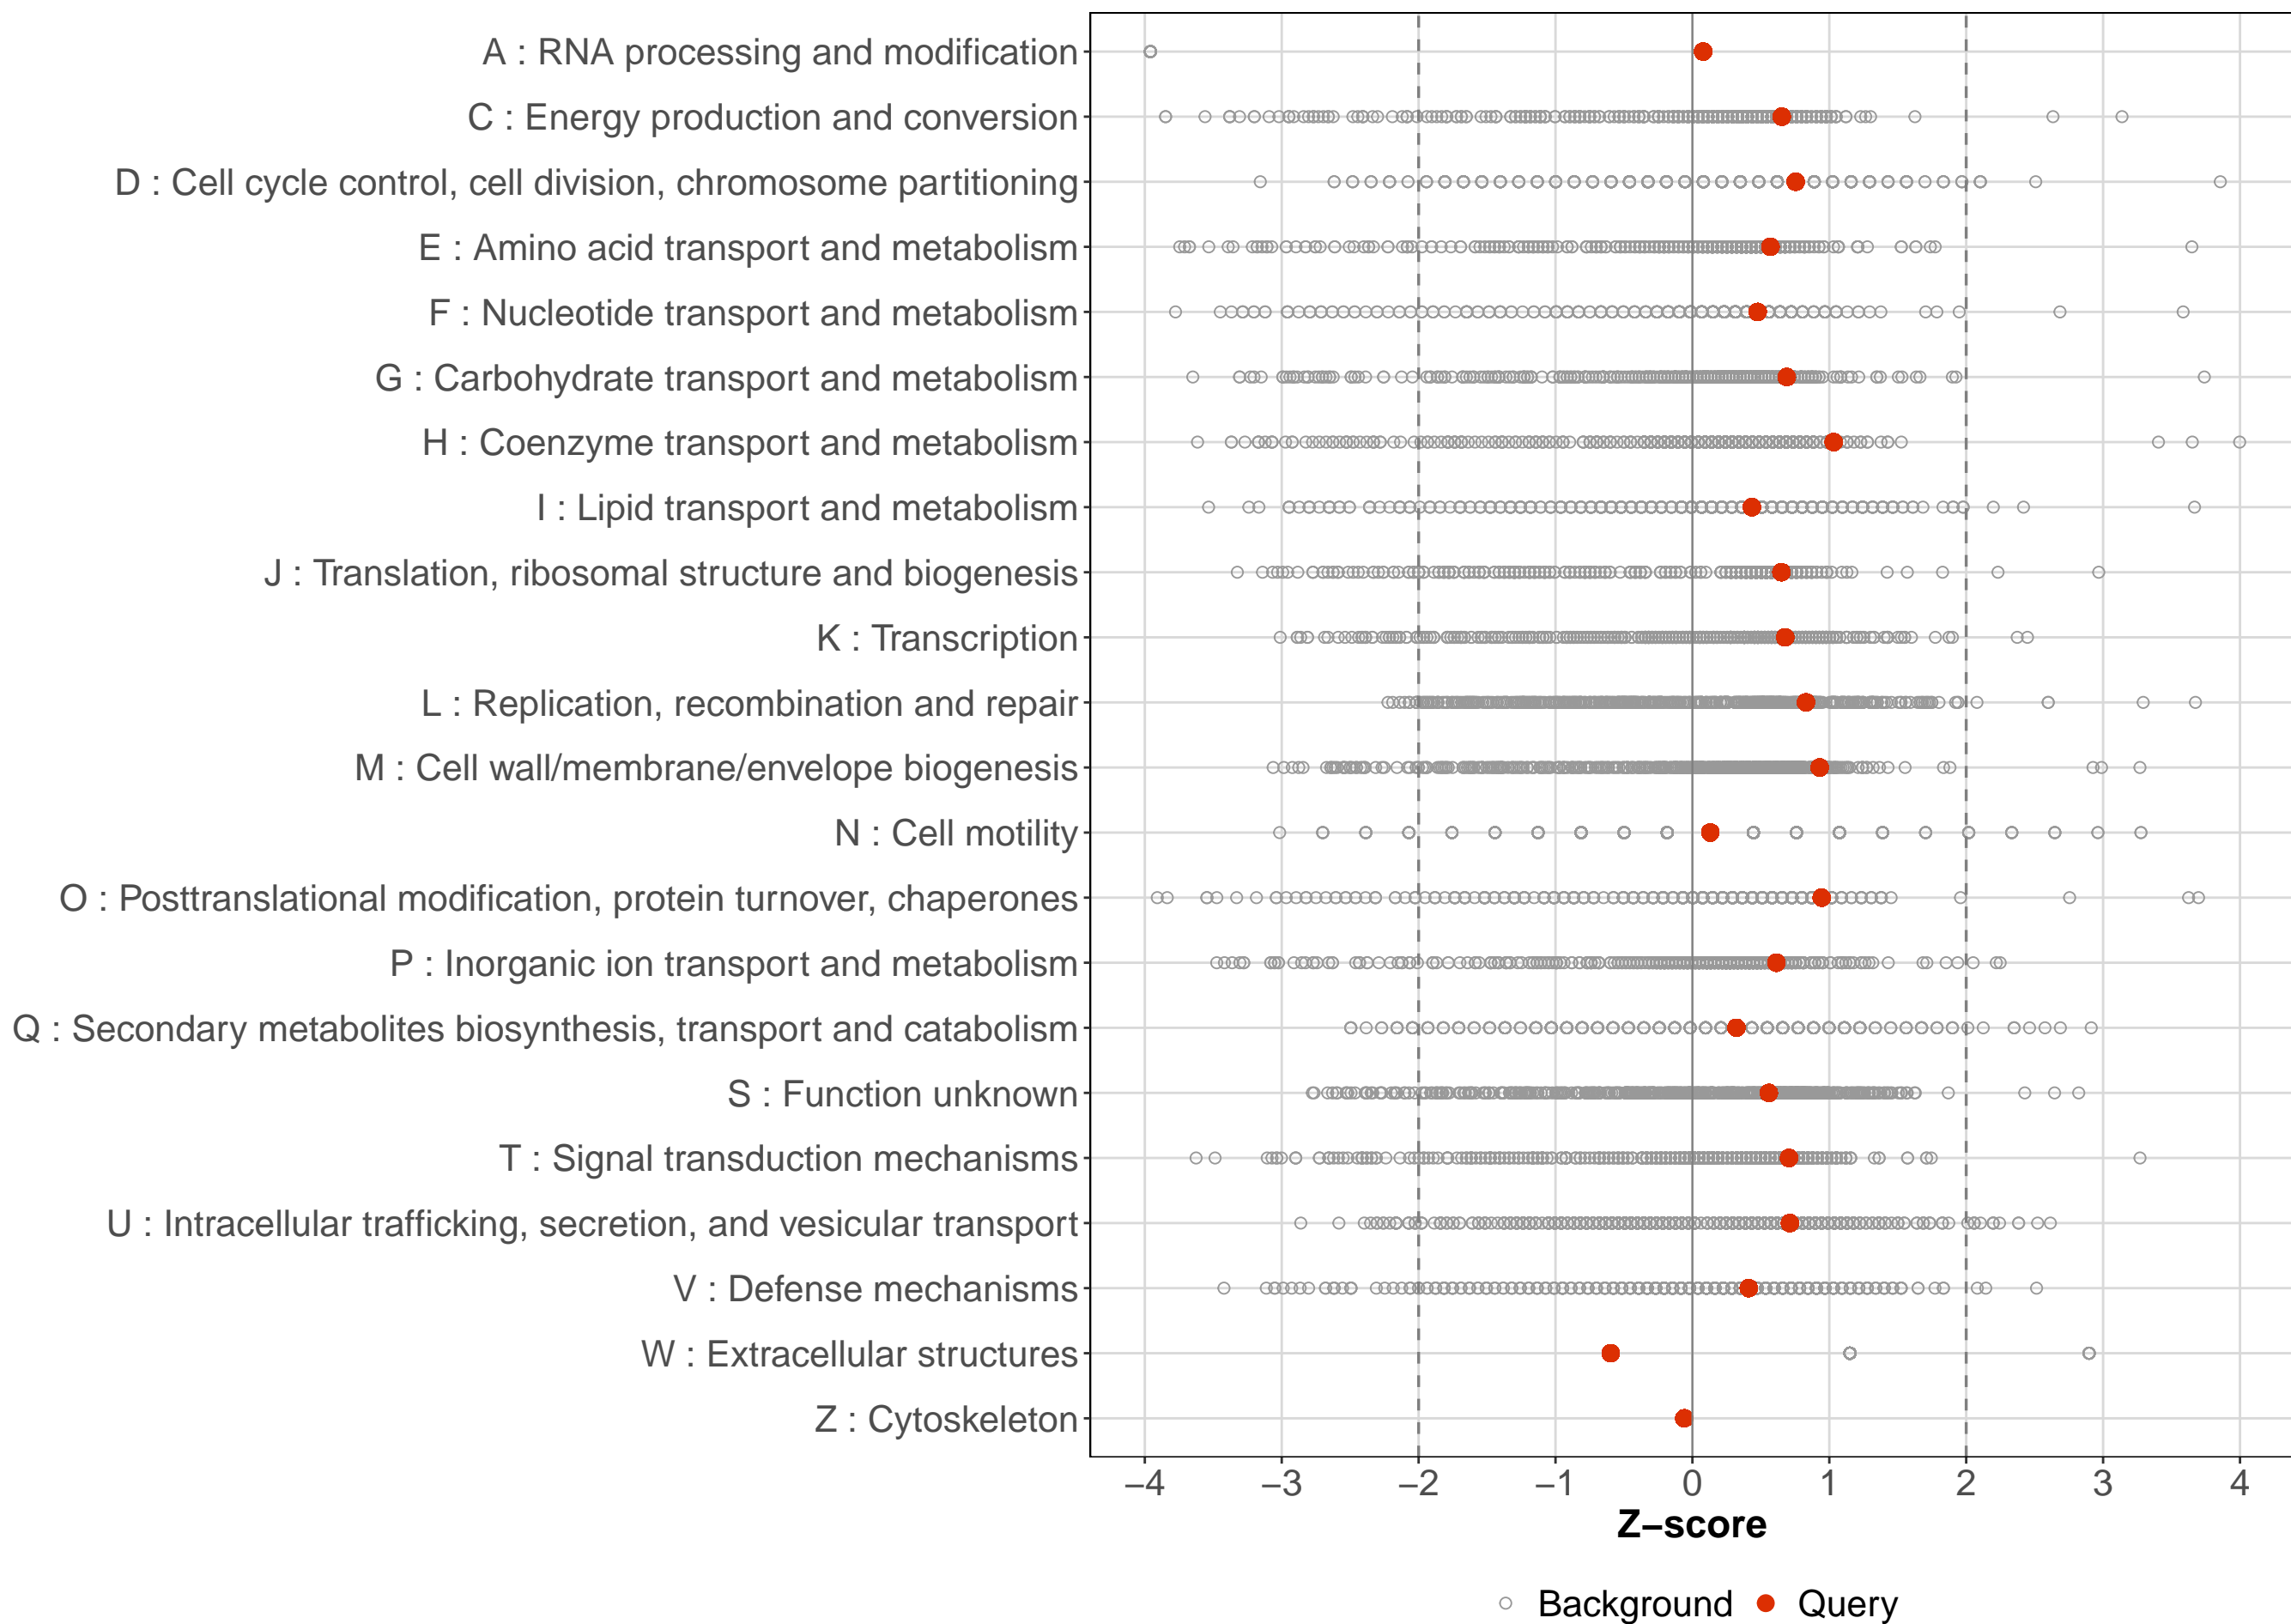 A : RNA processing and modification
C : Energy production and conversion
D : Cell cycle control, cell division, chromosome partitioning
E : Amino acid transport and metabolism
F : Nucleotide transport and metabolism
G : Carbohydrate transport and metabolism
H : Coenzyme transport and metabolism
I : Lipid transport and metabolism
J : Translation, ribosomal structure and biogenesis
K : Transcription
L : Replication, recombination and repair
M : Cell wall/membrane/envelope biogenesis
N : Cell motility
O : Posttranslational modification, protein turnover, chaperones
P : Inorganic ion transport and metabolism
Q : Secondary metabolites biosynthesis, transport and catabolism
S : Function unknown
T : Signal transduction mechanisms
U : Intracellular trafficking, secretion, and vesicular transport
V : Defense mechanisms
W : Extracellular structures
Z : Cytoskeleton
−4 −3 −2 −1 0 1 2 3 4
Z−score
Background Query